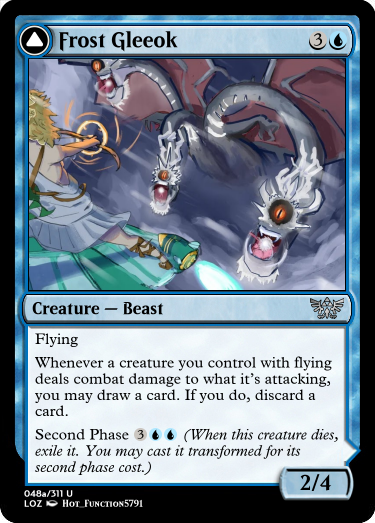 Frost Gleeok 3
Creature — Beast
Flying
Whenever a creature you control with flying
deals combat damage to what it's attacking,
you may draw a card. If you do, discard a
card.
Second Phase 3 (When this creature dies,
exile it. You may cast it transformed for its
second phase cost.)
2/4
048a/311 U
LOZ Hot_Function5791